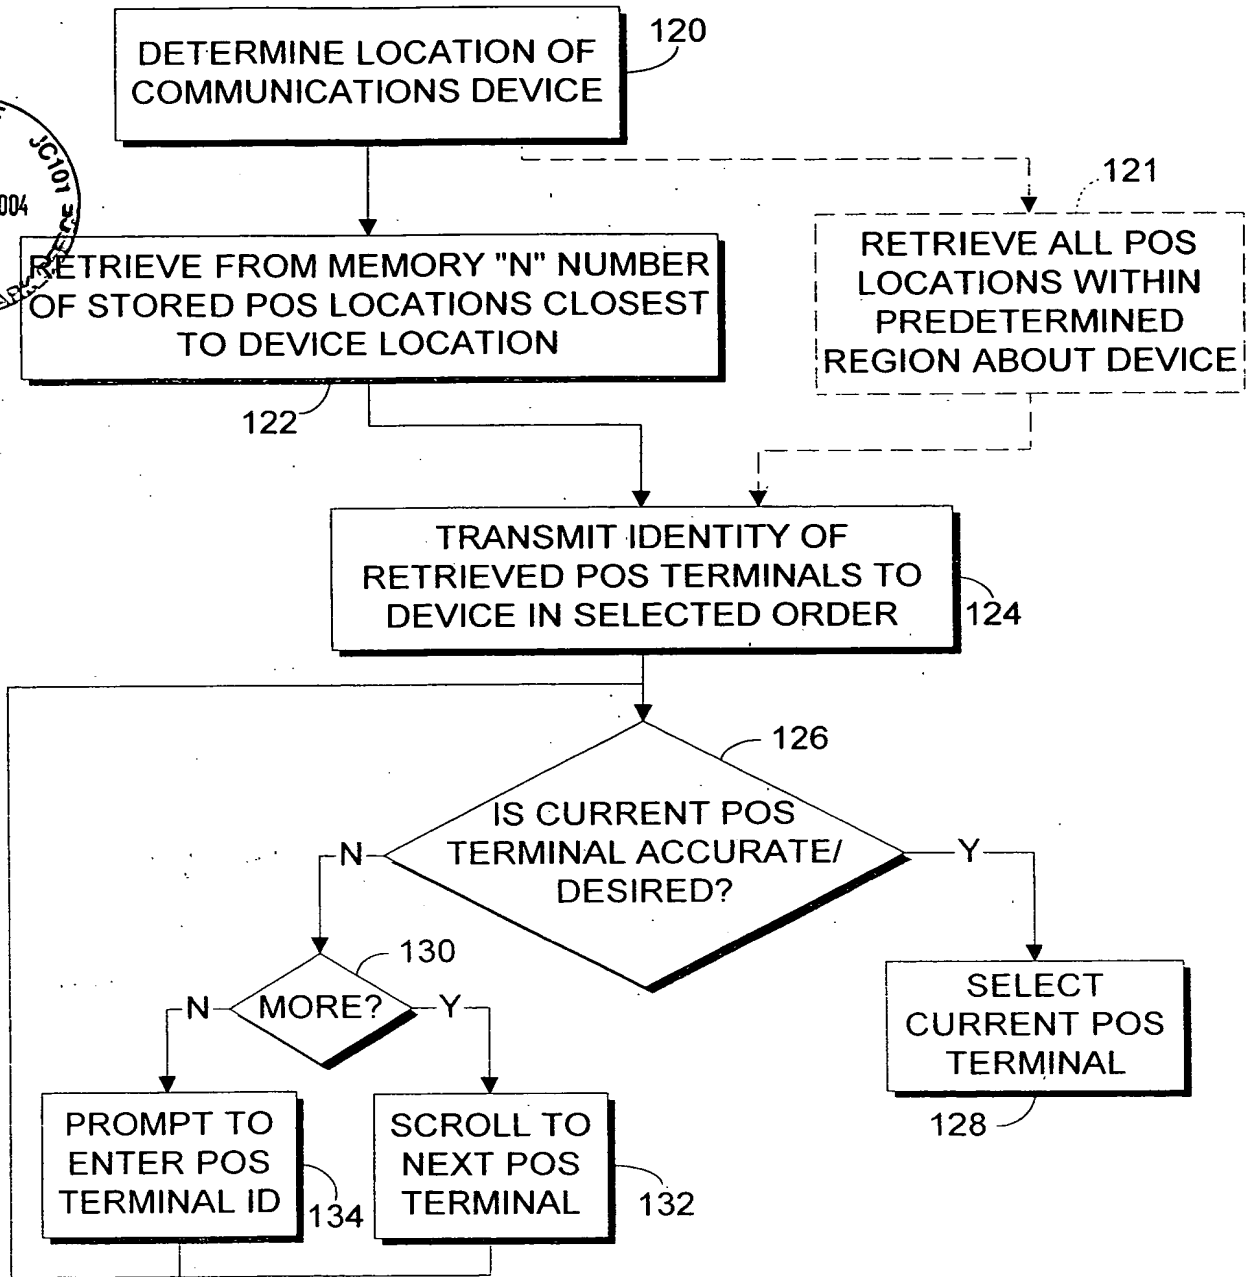 DETERMINE LOCATION OF
COMMUNICATIONS DEVICE
120
JC101
004
121
RETRIEVE FROM MEMORY "N" NUMBER
OF STORED POS LOCATIONS CLOSEST
TO DEVICE LOCATION
122
RETRIEVE ALL POS
LOCATIONS WITHIN
PREDETERMINED
REGION ABOUT DEVICE
TRANSMIT IDENTITY OF
RETRIEVED POS TERMINALS TO
DEVICE IN SELECTED ORDER
124
126
IS CURRENT POS
TERMINAL ACCURATE/
DESIRED?
N
Y
130
MORE?
N
Y
SELECT
CURRENT POS
TERMINAL
128
PROMPT TO
ENTER POS
TERMINAL ID
134
SCROLL TO
NEXT POS
TERMINAL
132